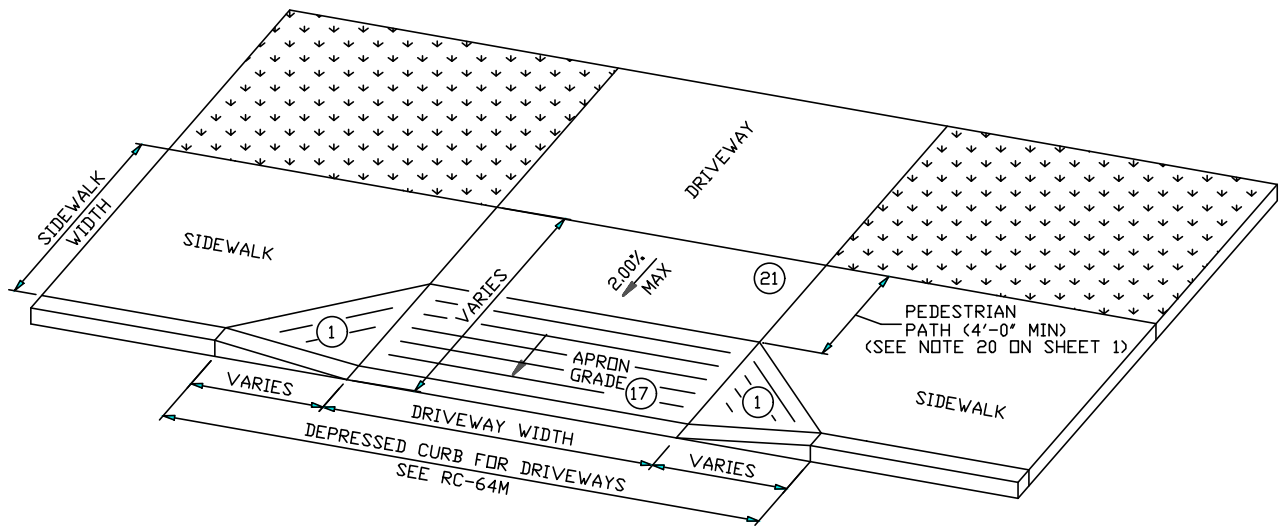 DRIVEWAY
SIDEWALK
WIDTH
SIDEWALK
VARIES
2.00%
MAX
21
PEDESTRIAN
PATH (4'-0" MIN)
(SEE NOTE 20 ON SHEET 1)
1
APRON
GRADE
17
1
SIDEWALK
VARIES
DRIVEWAY WIDTH
VARIES
DEPRESSED CURB FOR DRIVEWAYS
SEE RC-64M